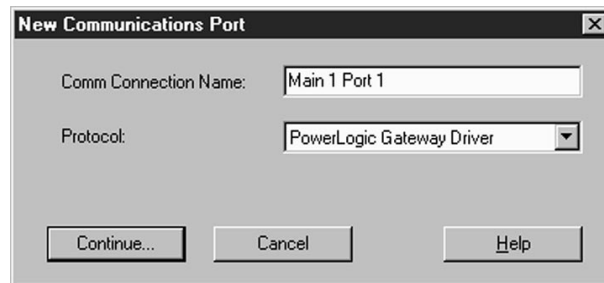 New Communications Port
Comm Connection Name: Main 1 Port 1
Protocol: PowerLogic Gateway Driver
Continue... Cancel Help